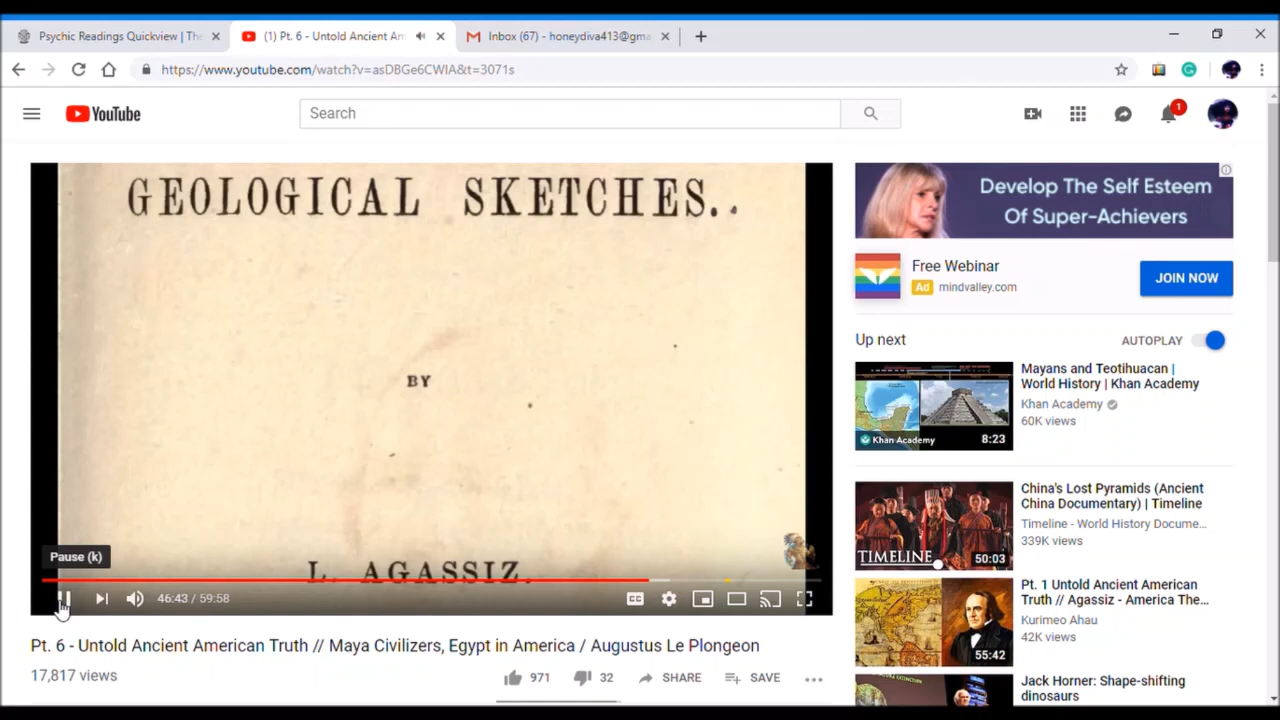 Psychic Readings Quickview | Th
(1) Pt. 6 - Untold Ancient Am
Inbox (67) - honeydiva413@gma
https://www.youtube.com/watch?v=asDBGe6CWIA&t=3071s
YouTube
Search
1
GEOLOGICAL SKETCHES.
BY
L. AGASSIZ.
Pause (k)
46:43 / 59:58
CC
Pt. 6 - Untold Ancient American Truth // Maya Civilizers, Egypt in America / Augustus Le Plongeon
17,817 views
971
32
SHARE
SAVE
Develop The Self Esteem
Of Super-Achievers
Free Webinar
Ad mindvalley.com
JOIN NOW
Up next
AUTOPLAY
Khan Academy
8:23
Mayans and Teotihuacan |
World History | Khan Academy
Khan Academy
60K views
TIMELINE
50:03
China's Lost Pyramids (Ancient
China Documentary) | Timeline
Timeline - World History Docume...
339K views
55:42
Pt. 1 Untold Ancient American
Truth // Agassiz - America The...
Kurimeo Ahau
42K views
Jack Horner: Shape-shifting
dinosaurs